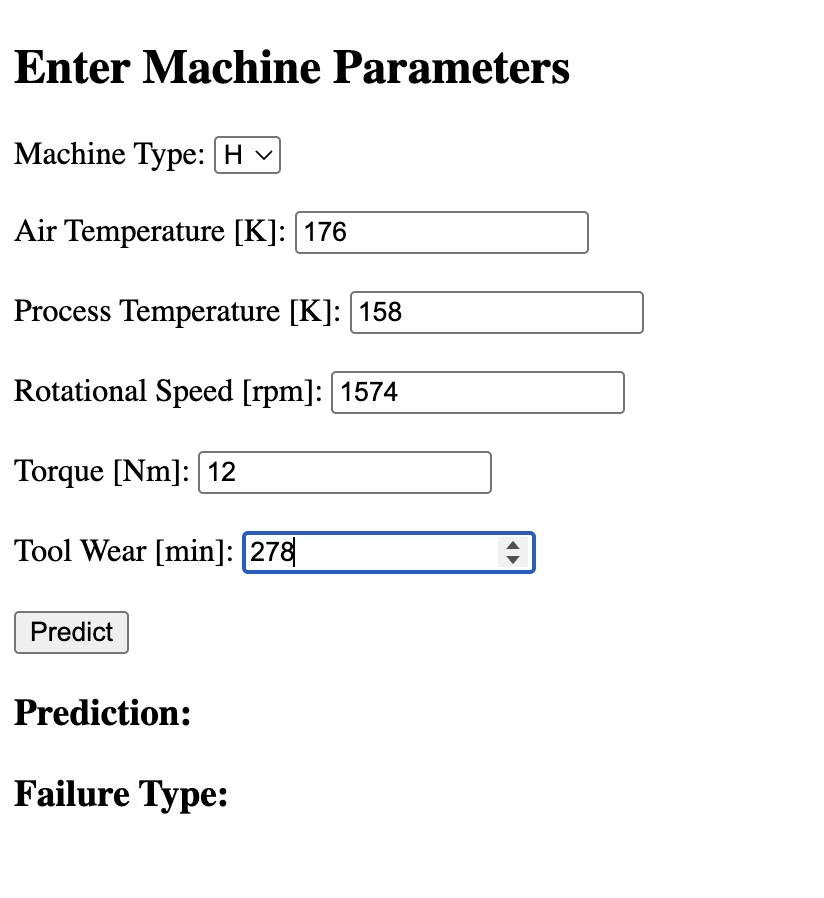 Enter Machine Parameters
Machine Type: H
Air Temperature [K]: 176
Process Temperature [K]: 158
Rotational Speed [rpm]: 1574
Torque [Nm]: 12
Tool Wear [min]: 278
Predict
Prediction:
Failure Type: